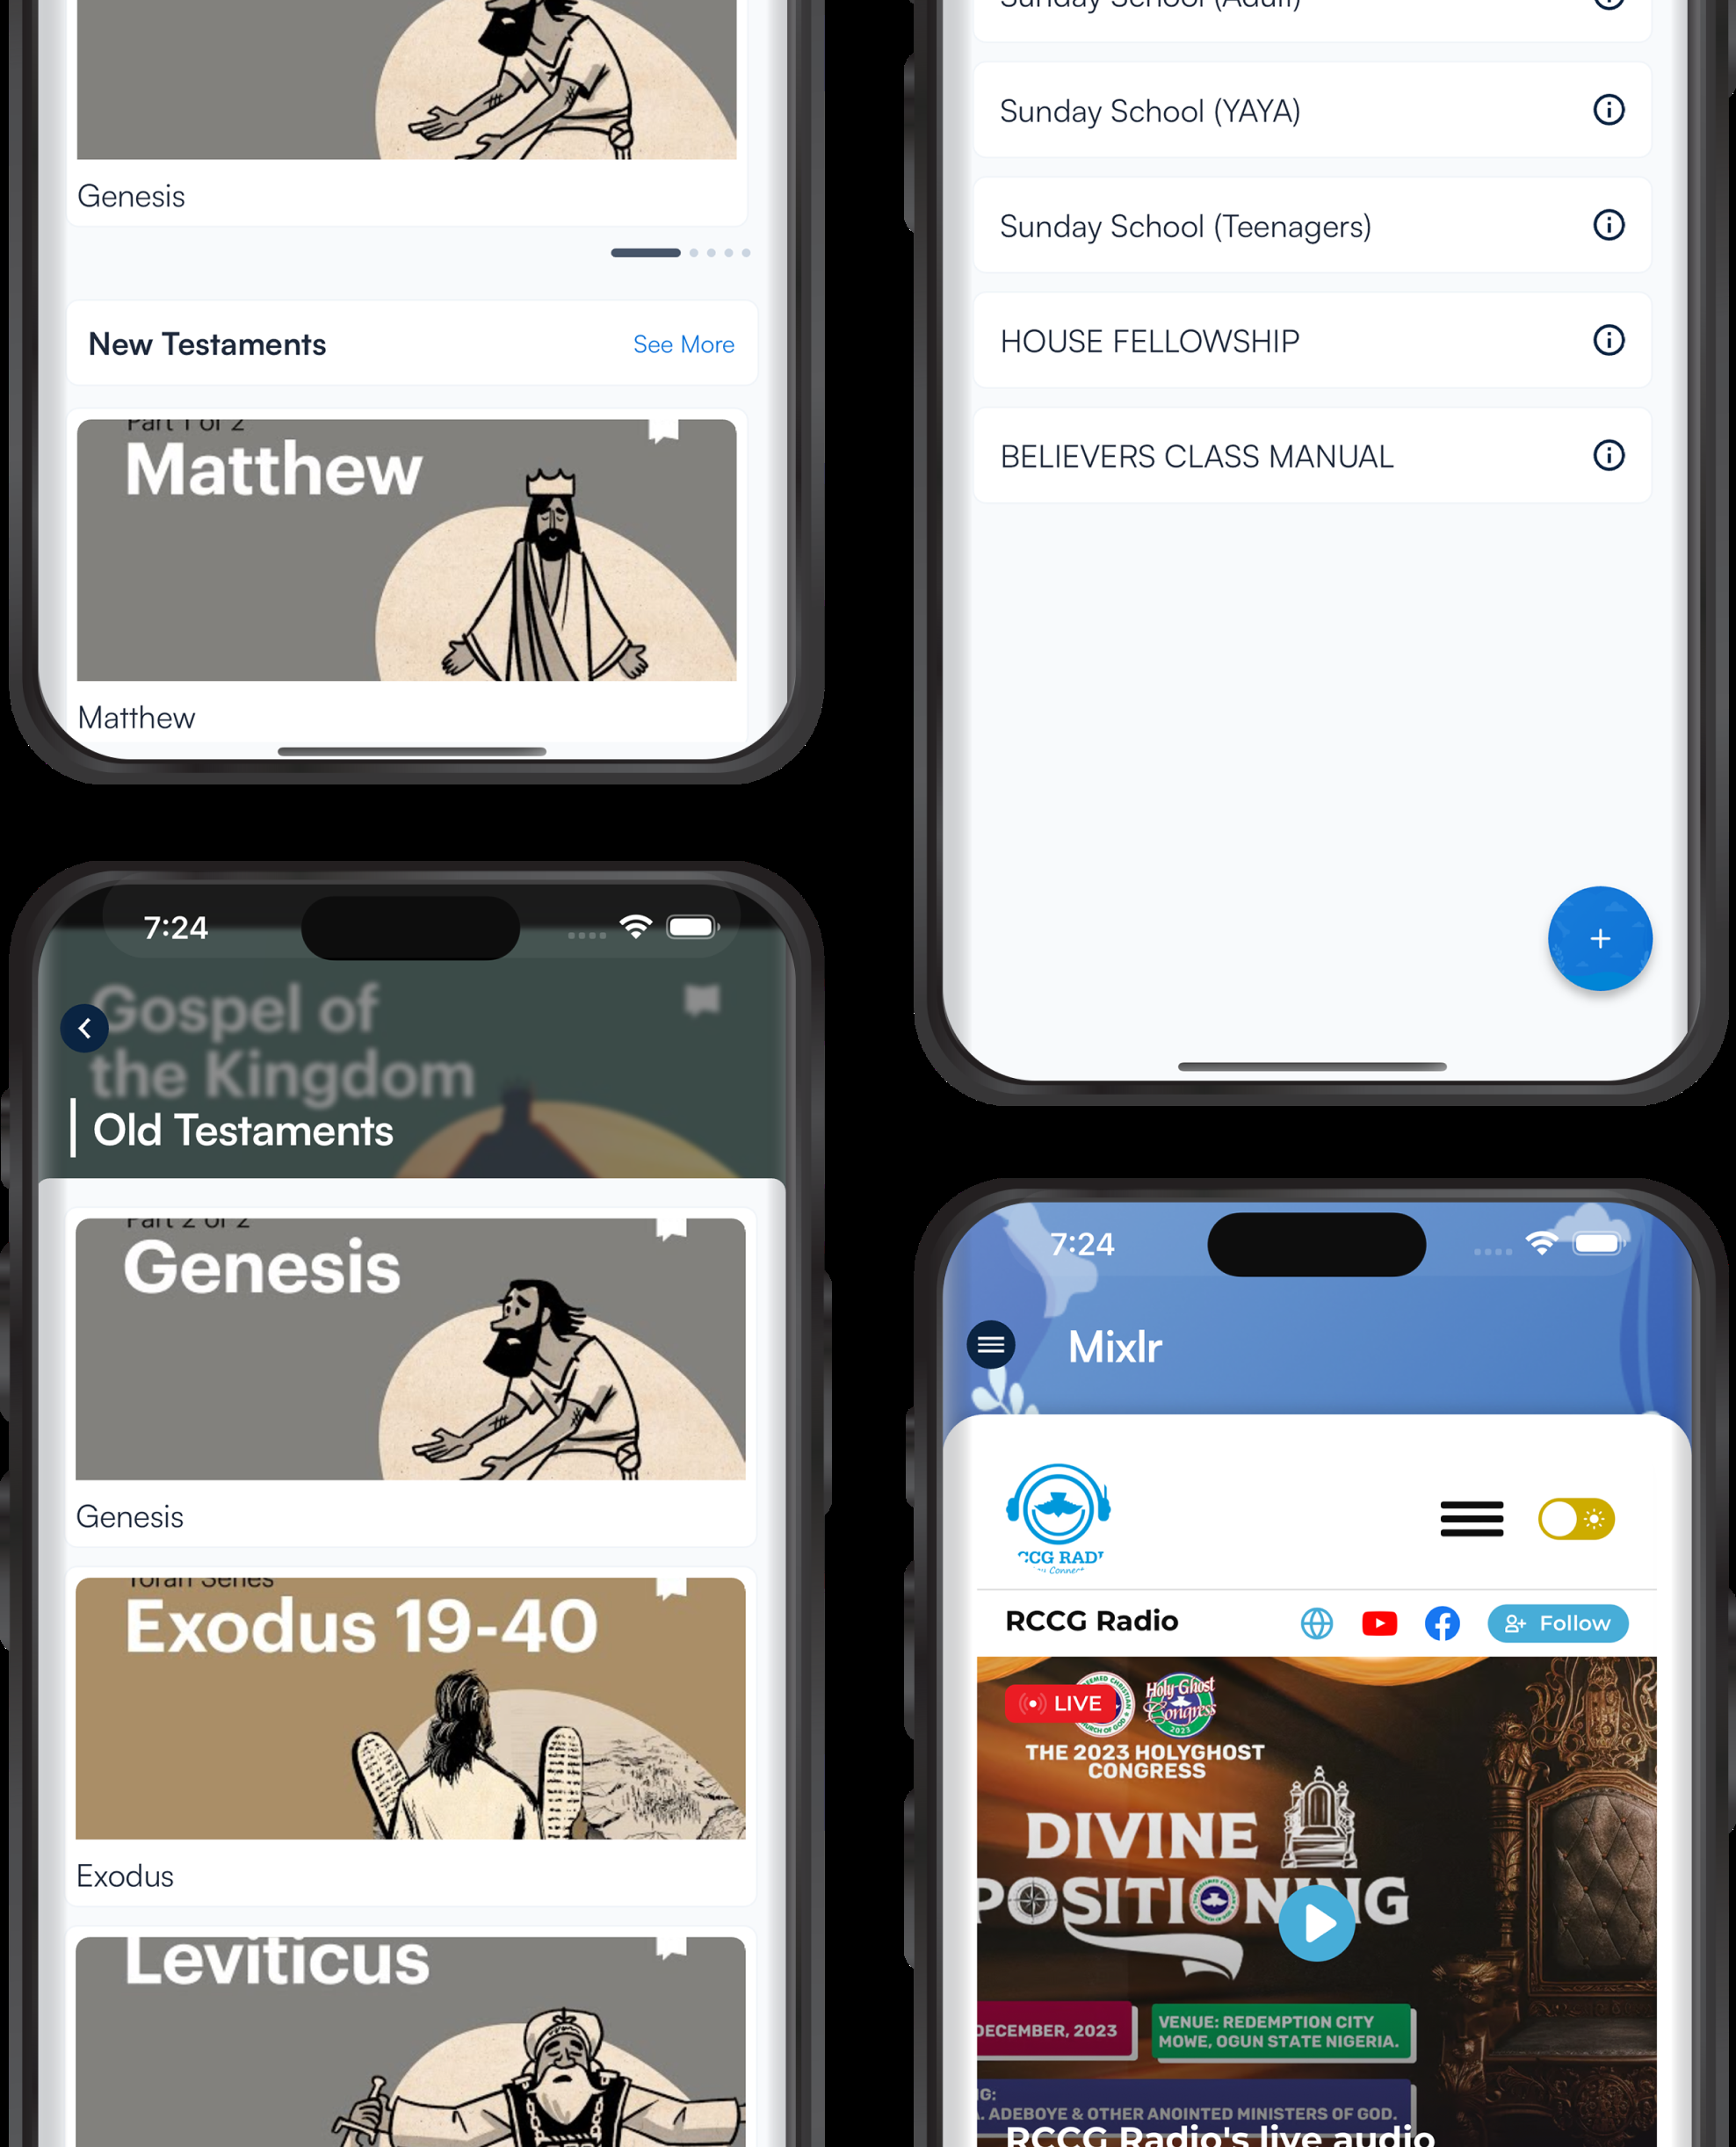 Genesis
New Testaments
See More
Part 1 of 2
Matthew
Matthew
7:24
Gospel of
the Kingdom
Old Testaments
Part 2 of 2
Genesis
Genesis
Torah Series
Exodus 19-40
Exodus
Leviticus
Sunday School (Adult)
Sunday School (YAYA)
Sunday School (Teenagers)
HOUSE FELLOWSHIP
BELIEVERS CLASS MANUAL
+
7:24
Mixlr
CCG RADI
Connec
RCCG Radio
Follow
LIVE
Holy Ghost
Congress
2023
THE 2023 HOLYGHOST
CONGRESS
DIVINE
POSITIONING
DECEMBER, 2023
VENUE: REDEMPTION CITY
MOWE, OGUN STATE NIGERIA.
G:
. ADEBOYE & OTHER ANOINTED MINISTERS OF GOD.
RCCG Radio's live audio